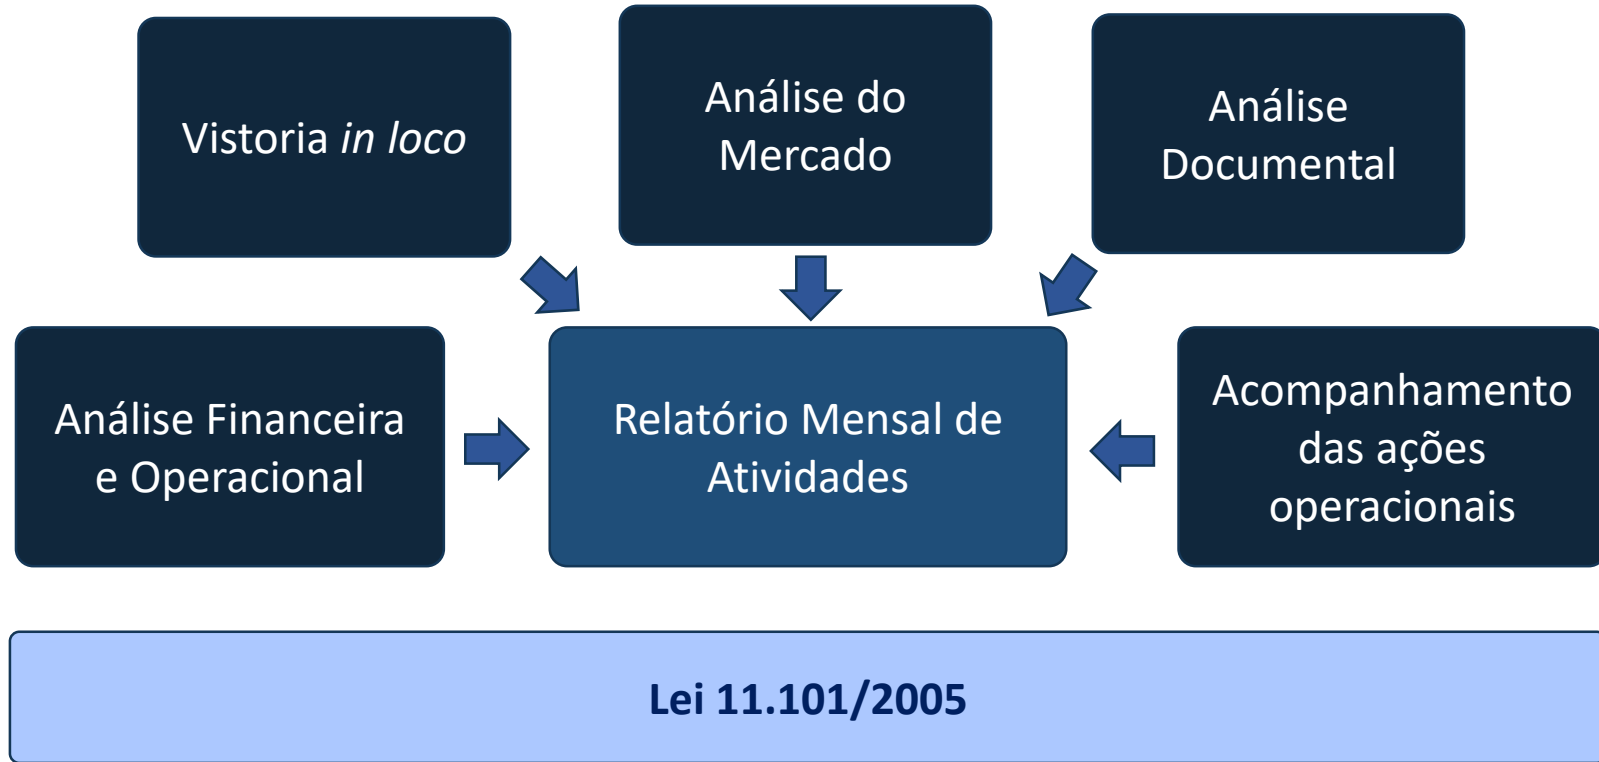 Vistoria in loco
Análise do
Mercado
Análise
Documental
Análise Financeira
e Operacional
Relatório Mensal de
Atividades
Acompanhamento
das ações
operacionais
Lei 11.101/2005